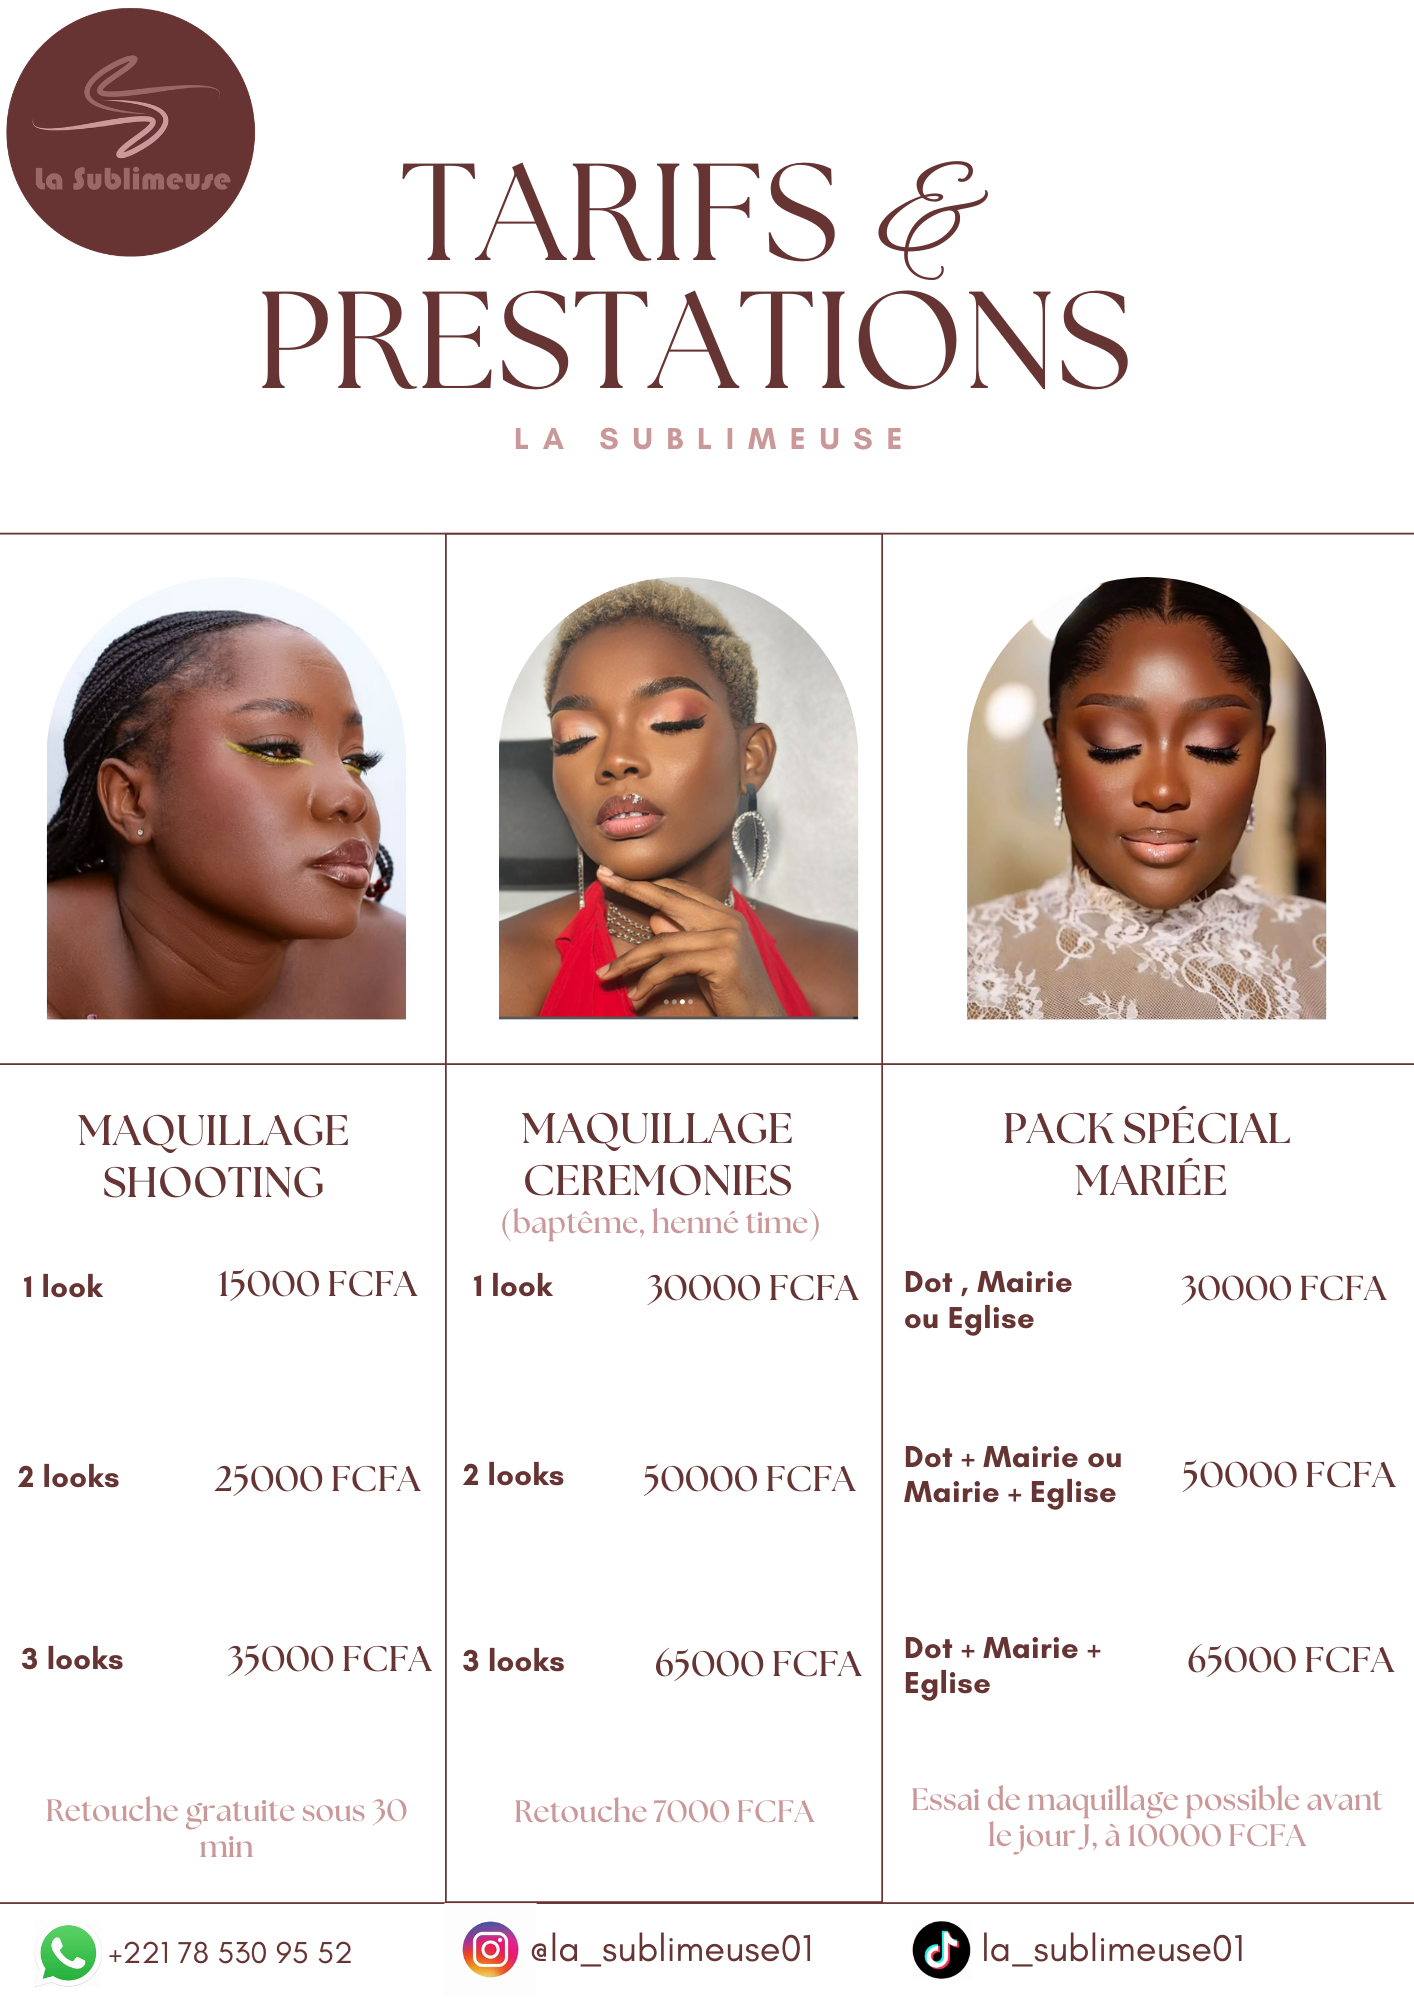 La Sublimeuse
TARIFS &
PRESTATIONS
LA SUBLIMEUSE
MAQUILLAGE
SHOOTING
1 look 15000 FCFA
2 looks 25000 FCFA
3 looks 35000 FCFA
Retouche gratuite sous 30
min
MAQUILLAGE
CEREMONIES
(baptême, henné time)
1 look 30000 FCFA
2 looks 50000 FCFA
3 looks 65000 FCFA
Retouche 7000 FCFA
PACK SPÉCIAL
MARIÉE
Dot , Mairie
ou Eglise 30000 FCFA
Dot + Mairie ou
Mairie + Eglise 50000 FCFA
Dot + Mairie +
Eglise 65000 FCFA
Essai de maquillage possible avant
le jour J, à 10000 FCFA
+221 78 530 95 52
@la_sublimeuse01
la_sublimeuse01